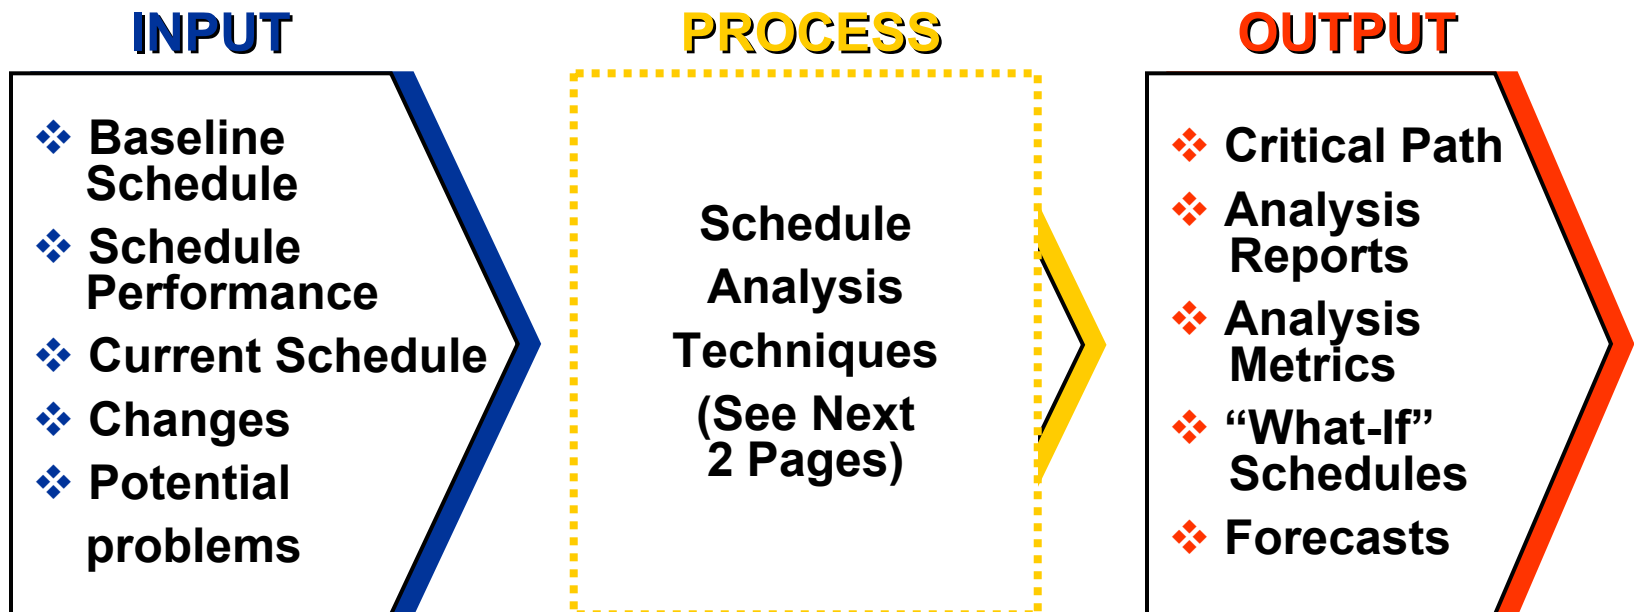 INPUT
Baseline
Schedule
Schedule
Performance
Current Schedule
Changes
Potential
problems
PROCESS
Schedule
Analysis
Techniques
(See Next
2 Pages)
OUTPUT
Critical Path
Analysis
Reports
Analysis
Metrics
“What-If”
Schedules
Forecasts